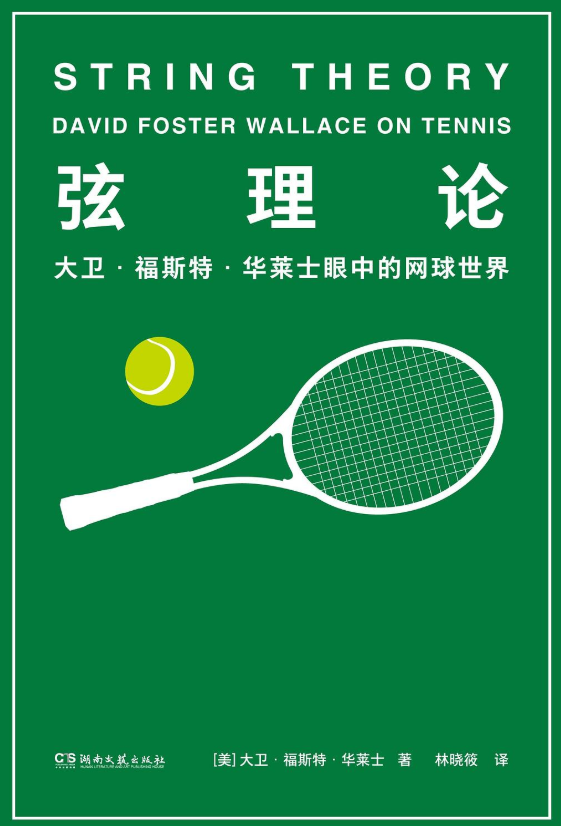 STRING THEORY
DAVID FOSTER WALLACE ON TENNIS
弦理论
大卫·福斯特·华莱士眼中的网球世界
CS 湖南文艺出版社 [美]大卫·福斯特·华莱士 著 林晓筱 译
HUNAN LITERATURE AND ART PUBLISHING HOUSE